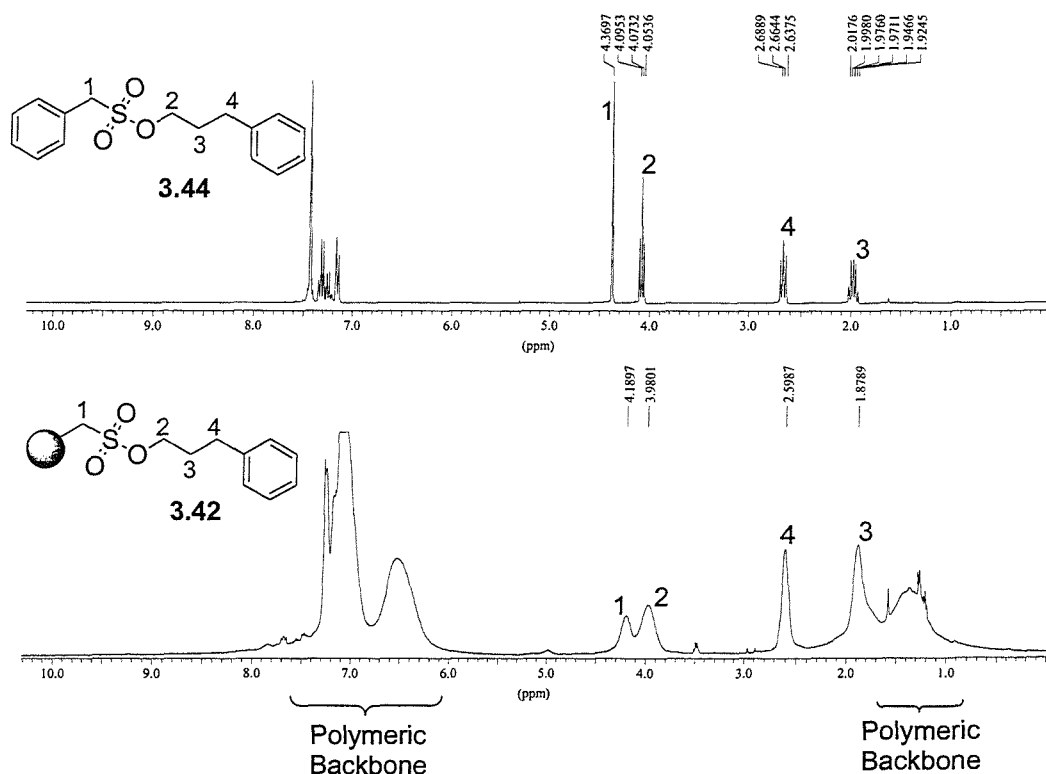 4.3697
4.0953
4.0732
4.0536
2.6889
2.6644
2.6375
2.0176
1.9980
1.9760
1.9711
1.9466
1.9245
1
O
S
O
O
2
3
4
3.44
1
2
4
3
10.0 9.0 8.0 7.0 6.0 5.0 4.0 3.0 2.0 1.0
(ppm)
4.1897
3.9801
2.5987
1.8789
1
O
S
O
O
2
3
4
3.42
1
2
4
3
10.0 9.0 8.0 7.0 6.0 5.0 4.0 3.0 2.0 1.0
(ppm)
Polymeric
Backbone
Polymeric
Backbone